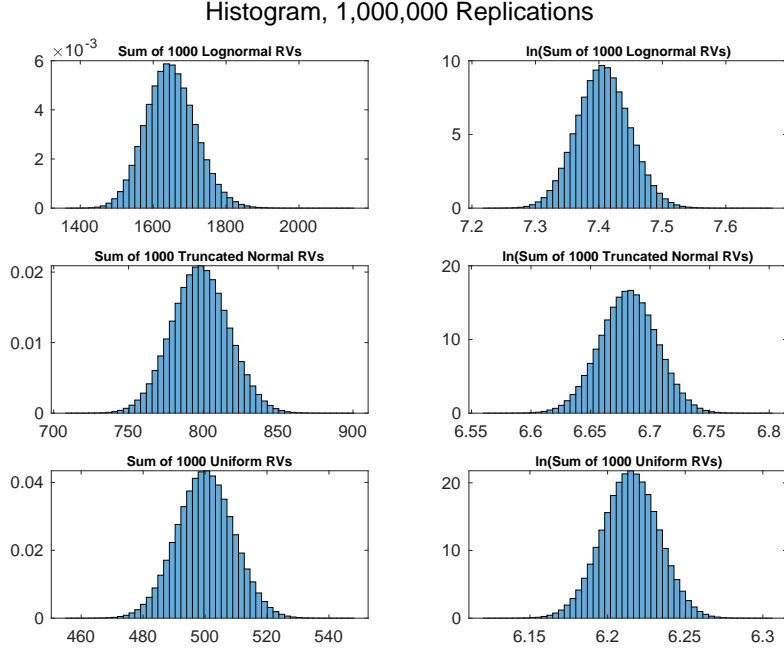 Histogram, 1,000,000 Replications
×10⁻³
Sum of 1000 Lognormal RVs
6
4
2
0
1400 1600 1800 2000
ln(Sum of 1000 Lognormal RVs)
10
5
0
7.2 7.3 7.4 7.5 7.6
Sum of 1000 Truncated Normal RVs
0.02
0.01
0
700 750 800 850 900
ln(Sum of 1000 Truncated Normal RVs)
20
10
0
6.55 6.6 6.65 6.7 6.75 6.8
Sum of 1000 Uniform RVs
0.04
0.02
0
460 480 500 520 540
ln(Sum of 1000 Uniform RVs)
20
10
0
6.15 6.2 6.25 6.3